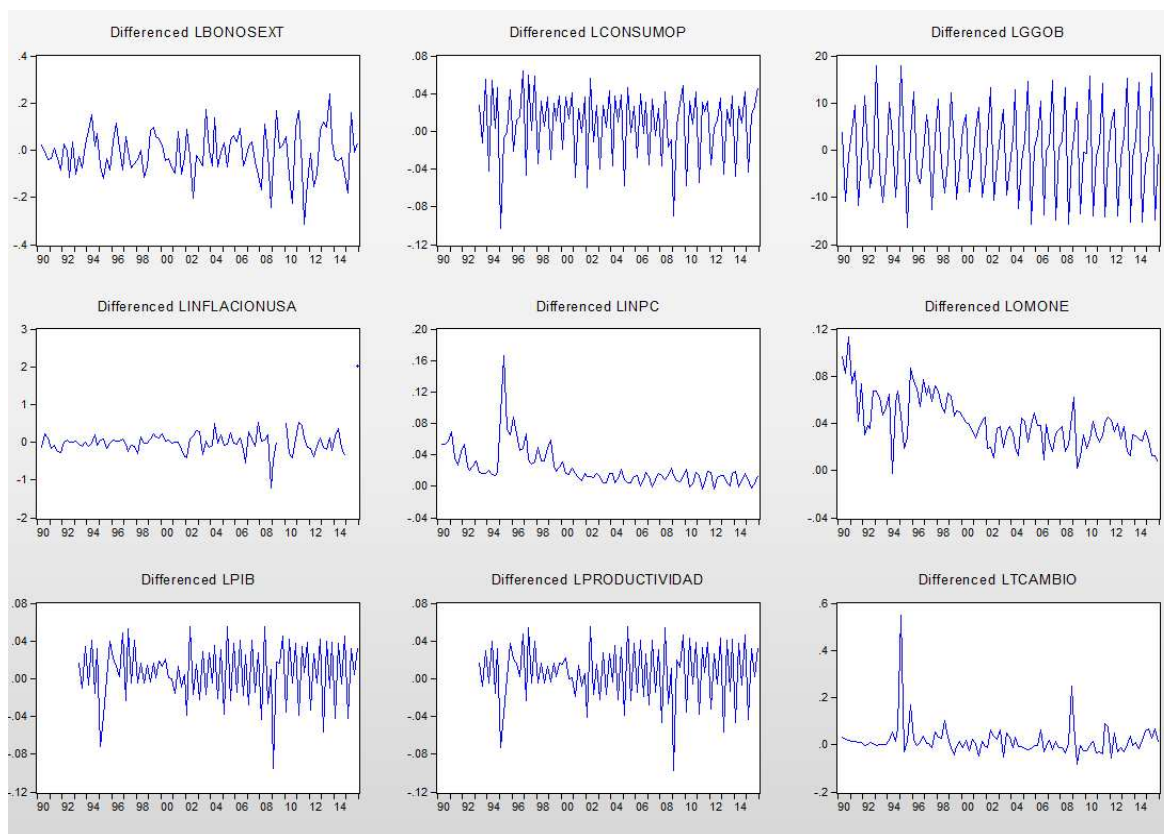 Differenced LBONOSEXT
.4
.2
.0
-.2
-.4
90 92 94 96 98 00 02 04 06 08 10 12 14
Differenced LCONSUMOP
.08
.04
.00
-.04
-.08
-.12
90 92 94 96 98 00 02 04 06 08 10 12 14
Differenced LGGOB
20
10
0
-10
-20
90 92 94 96 98 00 02 04 06 08 10 12 14
Differenced LINFLACIONUSA
3
2
1
0
-1
-2
90 92 94 96 98 00 02 04 06 08 10 12 14
Differenced LINPC
.20
.16
.12
.08
.04
.00
-.04
90 92 94 96 98 00 02 04 06 08 10 12 14
Differenced LOMONE
.12
.08
.04
.00
-.04
90 92 94 96 98 00 02 04 06 08 10 12 14
Differenced LPIB
.08
.04
.00
-.04
-.08
-.12
90 92 94 96 98 00 02 04 06 08 10 12 14
Differenced LPRODUCTIVIDAD
.08
.04
.00
-.04
-.08
-.12
90 92 94 96 98 00 02 04 06 08 10 12 14
Differenced LTCAMBIO
.6
.4
.2
.0
-.2
90 92 94 96 98 00 02 04 06 08 10 12 14